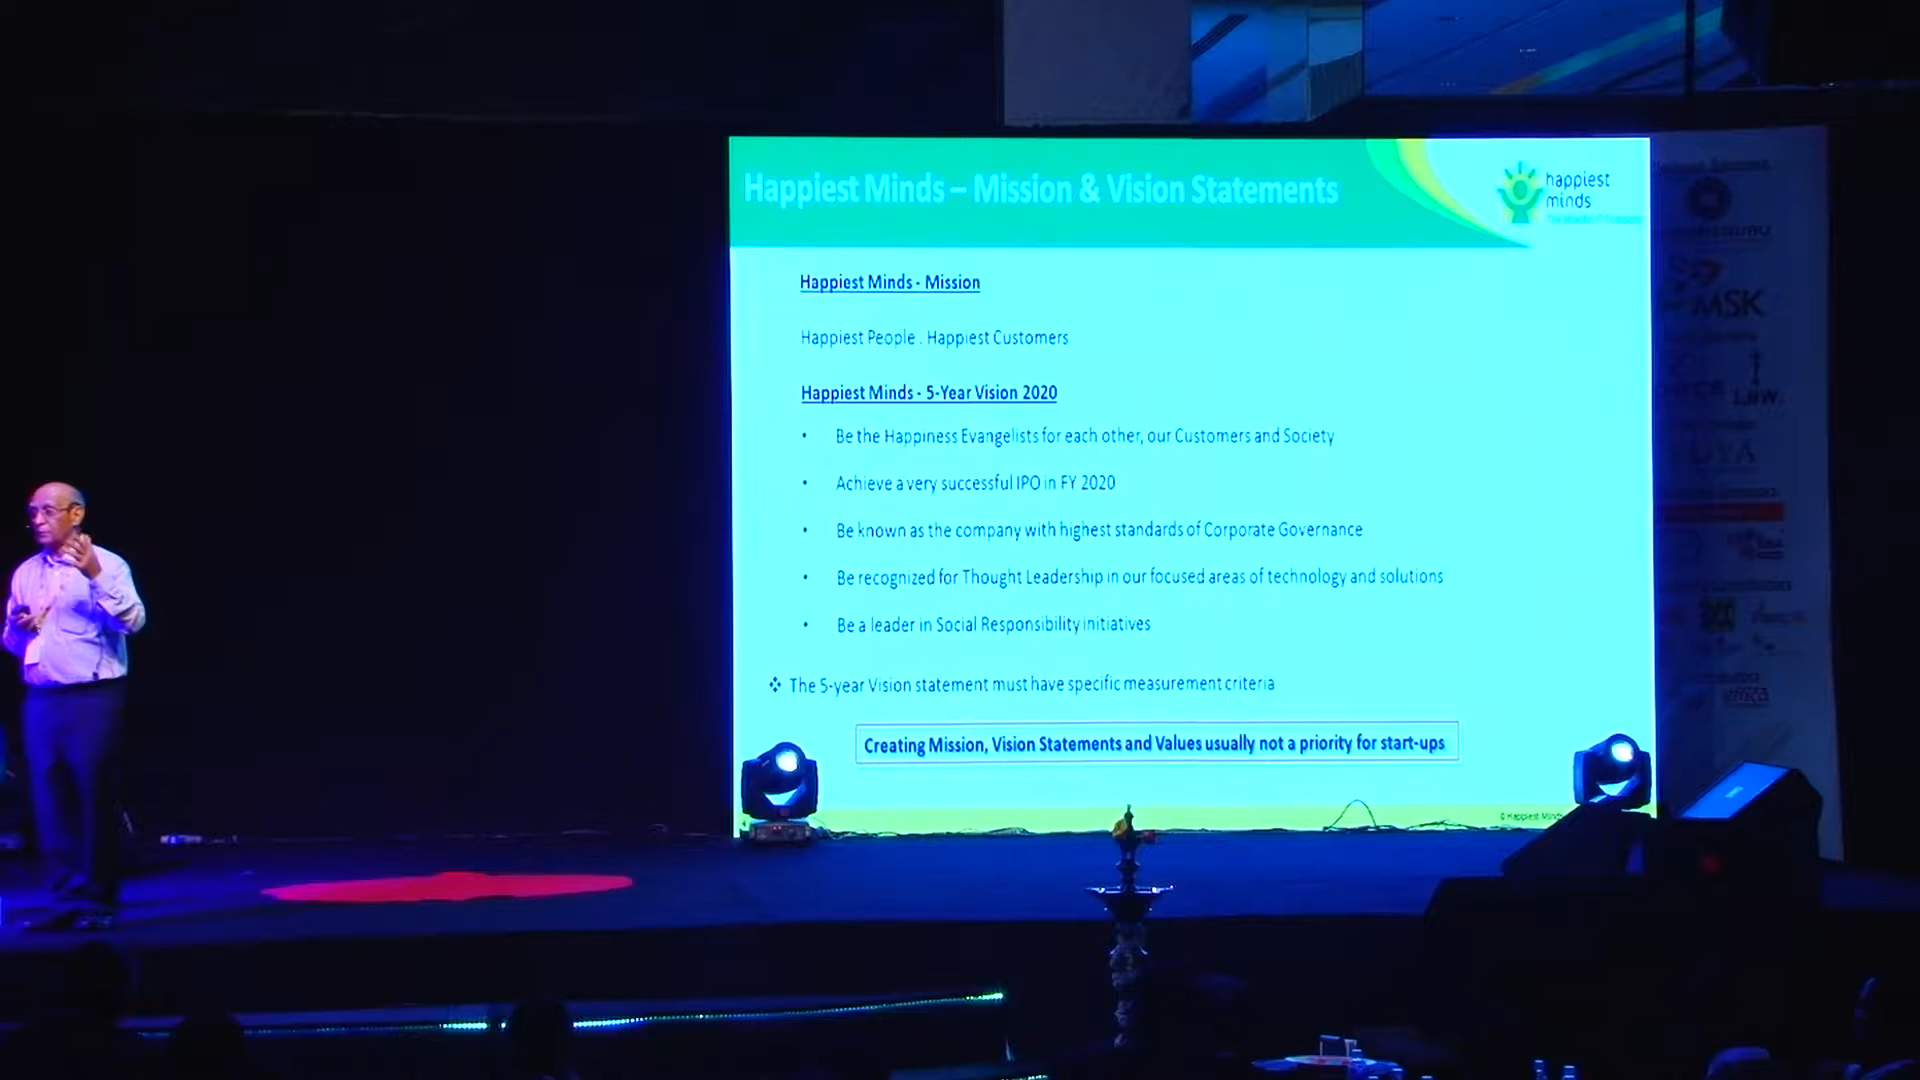 Happiest Minds – Mission & Vision Statements
happiest
minds
Happiest Minds - Mission
Happiest People . Happiest Customers
Happiest Minds - 5-Year Vision 2020
• Be the Happiness Evangelists for each other, our Customers and Society
• Achieve a very successful IPO in FY 2020
• Be known as the company with highest standards of Corporate Governance
• Be recognized for Thought Leadership in our focused areas of technology and solutions
• Be a leader in Social Responsibility initiatives
❖ The 5-year Vision statement must have specific measurement criteria
Creating Mission, Vision Statements and Values usually not a priority for start-ups
© Happiest Minds
MSK
LAW